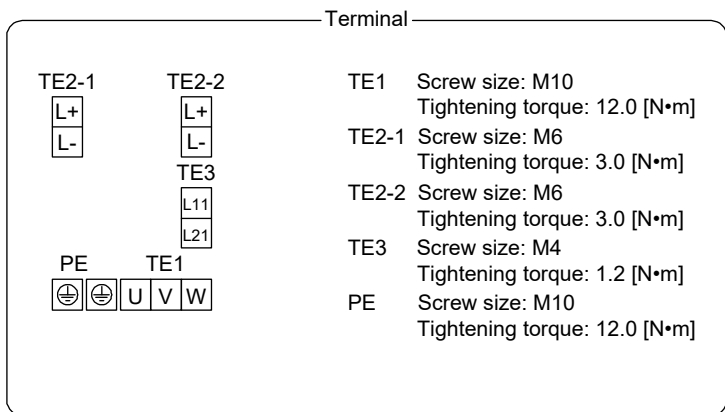 Terminal
TE2-1 TE2-2
L+ L+
L- L-
TE3
L11
L21
PE TE1
U V W
TE1 Screw size: M10
Tightening torque: 12.0 [N•m]
TE2-1 Screw size: M6
Tightening torque: 3.0 [N•m]
TE2-2 Screw size: M6
Tightening torque: 3.0 [N•m]
TE3 Screw size: M4
Tightening torque: 1.2 [N•m]
PE Screw size: M10
Tightening torque: 12.0 [N•m]